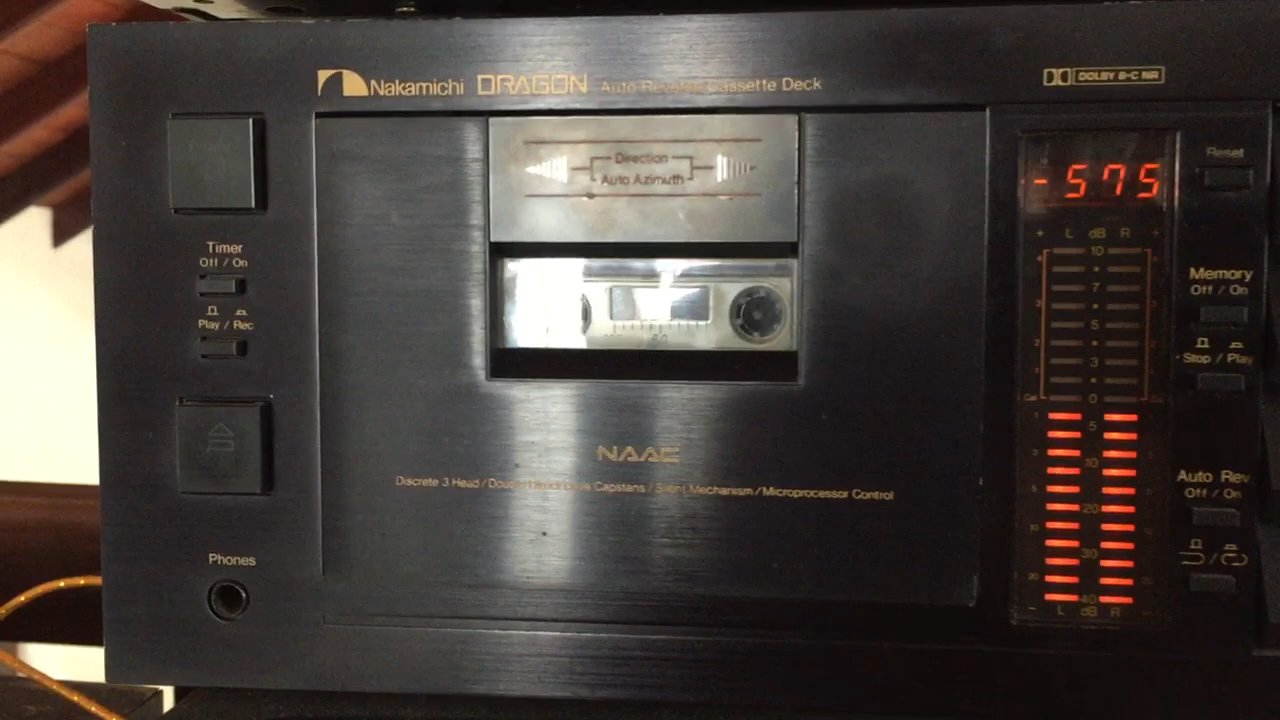 Nakamichi DRAGON Auto Reverse Cassette Deck
DOLBY B-C NR
Direction
Auto Azimuth
Timer
Off / On
Play / Rec
Phones
NAAC
Discrete 3 Head / Double Direct Drive Capstans / Silent Mechanism / Microprocessor Control
-575
+ L dB R +
10
7
5
3
0
5
10
20
30
40
- L dB R -
Reset
Memory
Off / On
Stop / Play
Auto Rev
Off / On